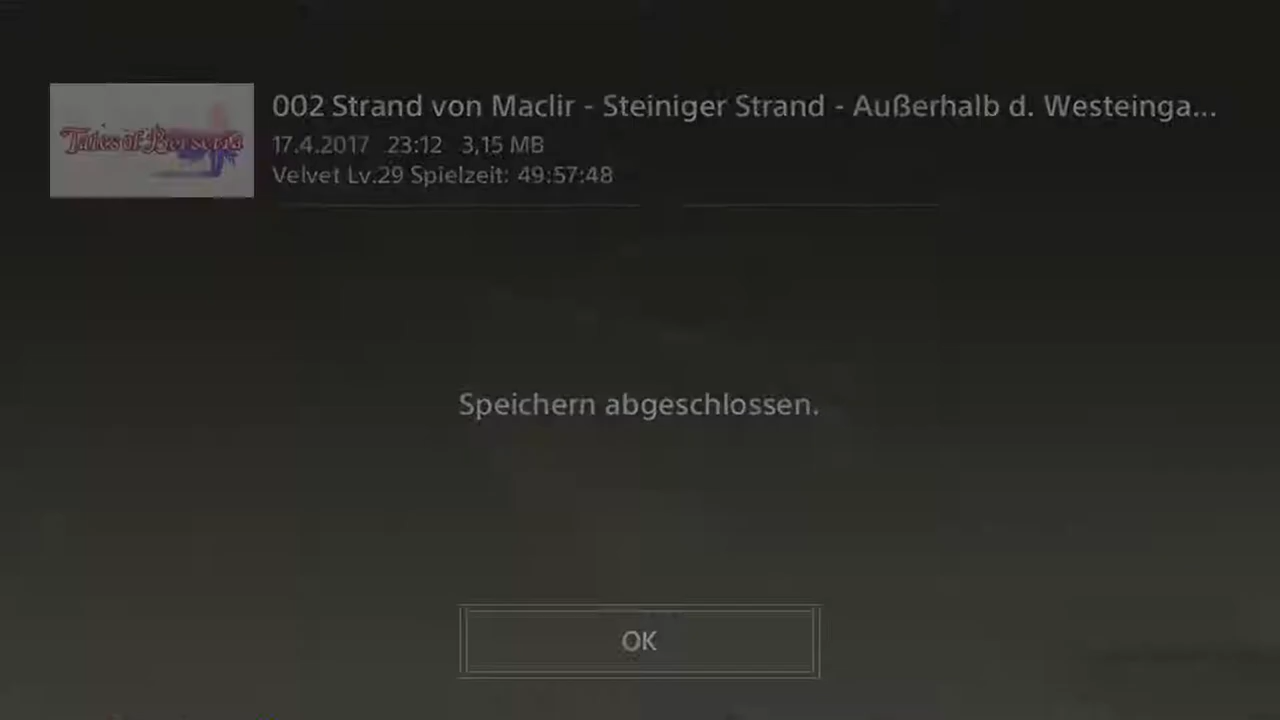 Tales of Berseria
002 Strand von Maclir - Steiniger Strand - Außerhalb d. Westeinga...
17.4.2017 23:12 3,15 MB
Velvet Lv.29 Spielzeit: 49:57:48
Speichern abgeschlossen.
OK